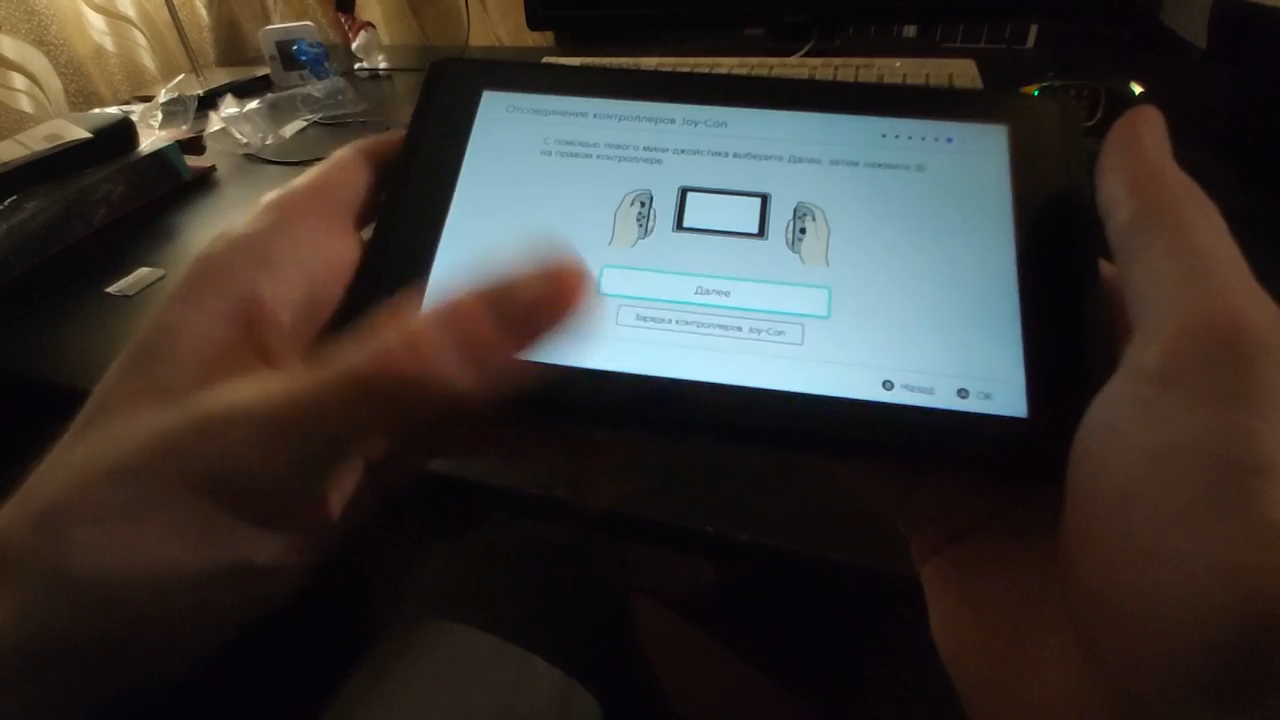 Отсоединение контроллеров Joy-Con
С помощью левого мини-джойстика выберите Далее, затем нажмите Ⓐ
на правом контроллере.
Далее
Зарядка контроллеров Joy-Con
B Назад A OK